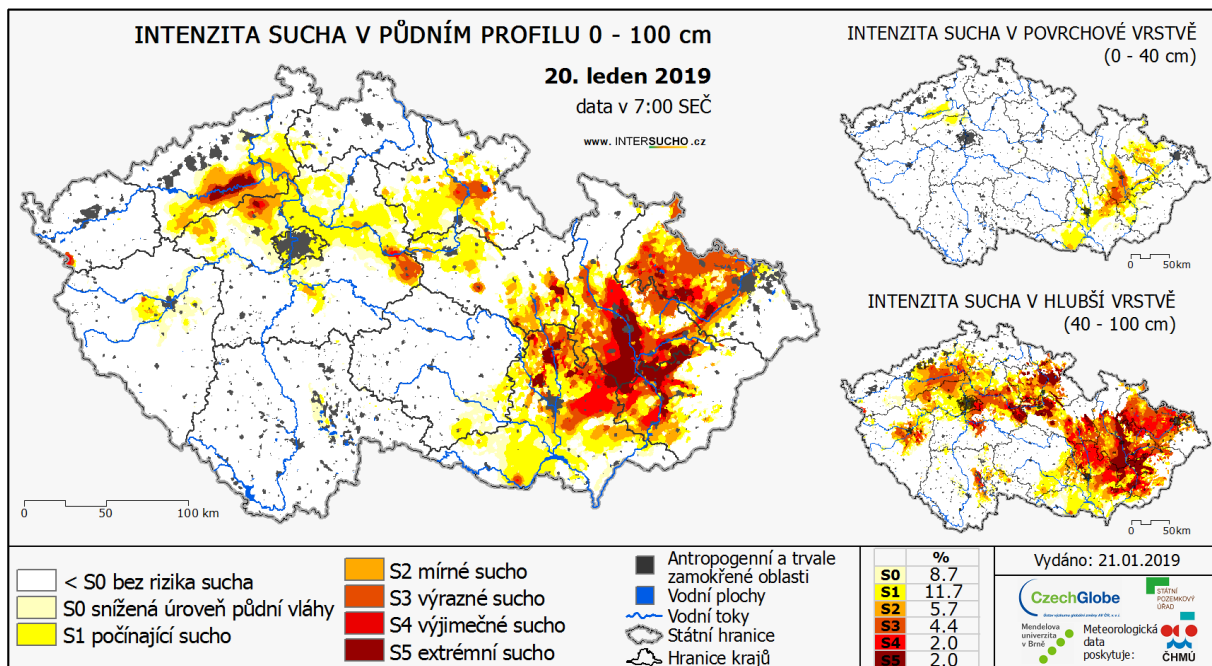 INTENZITA SUCHA V PŮDNÍM PROFILU 0 - 100 cm
20. leden 2019
data v 7:00 SEČ
www. INTERSUCHO .cz
INTENZITA SUCHA V POVRCHOVÉ VRSTVĚ
(0 - 40 cm)
0 50km
INTENZITA SUCHA V HLUBŠÍ VRSTVĚ
(40 - 100 cm)
0 50km
0 50 100 km
< S0 bez rizika sucha
S0 snížená úroveň půdní vláhy
S1 počínající sucho
S2 mírné sucho
S3 výrazné sucho
S4 výjimečné sucho
S5 extrémní sucho
Antropogenní a trvale
zamokřené oblasti
Vodní plochy
Vodní toky
Státní hranice
Hranice krajů
%
S0 8.7
S1 11.7
S2 5.7
S3 4.4
S4 2.0
S5 2.0
Vydáno: 21.01.2019
CzechGlobe
STÁTNÍ
POZEMKOVÝ
ÚŘAD
Mendelova
univerzita
v Brně
Meteorologická
data
poskytuje:
ČHMÚ